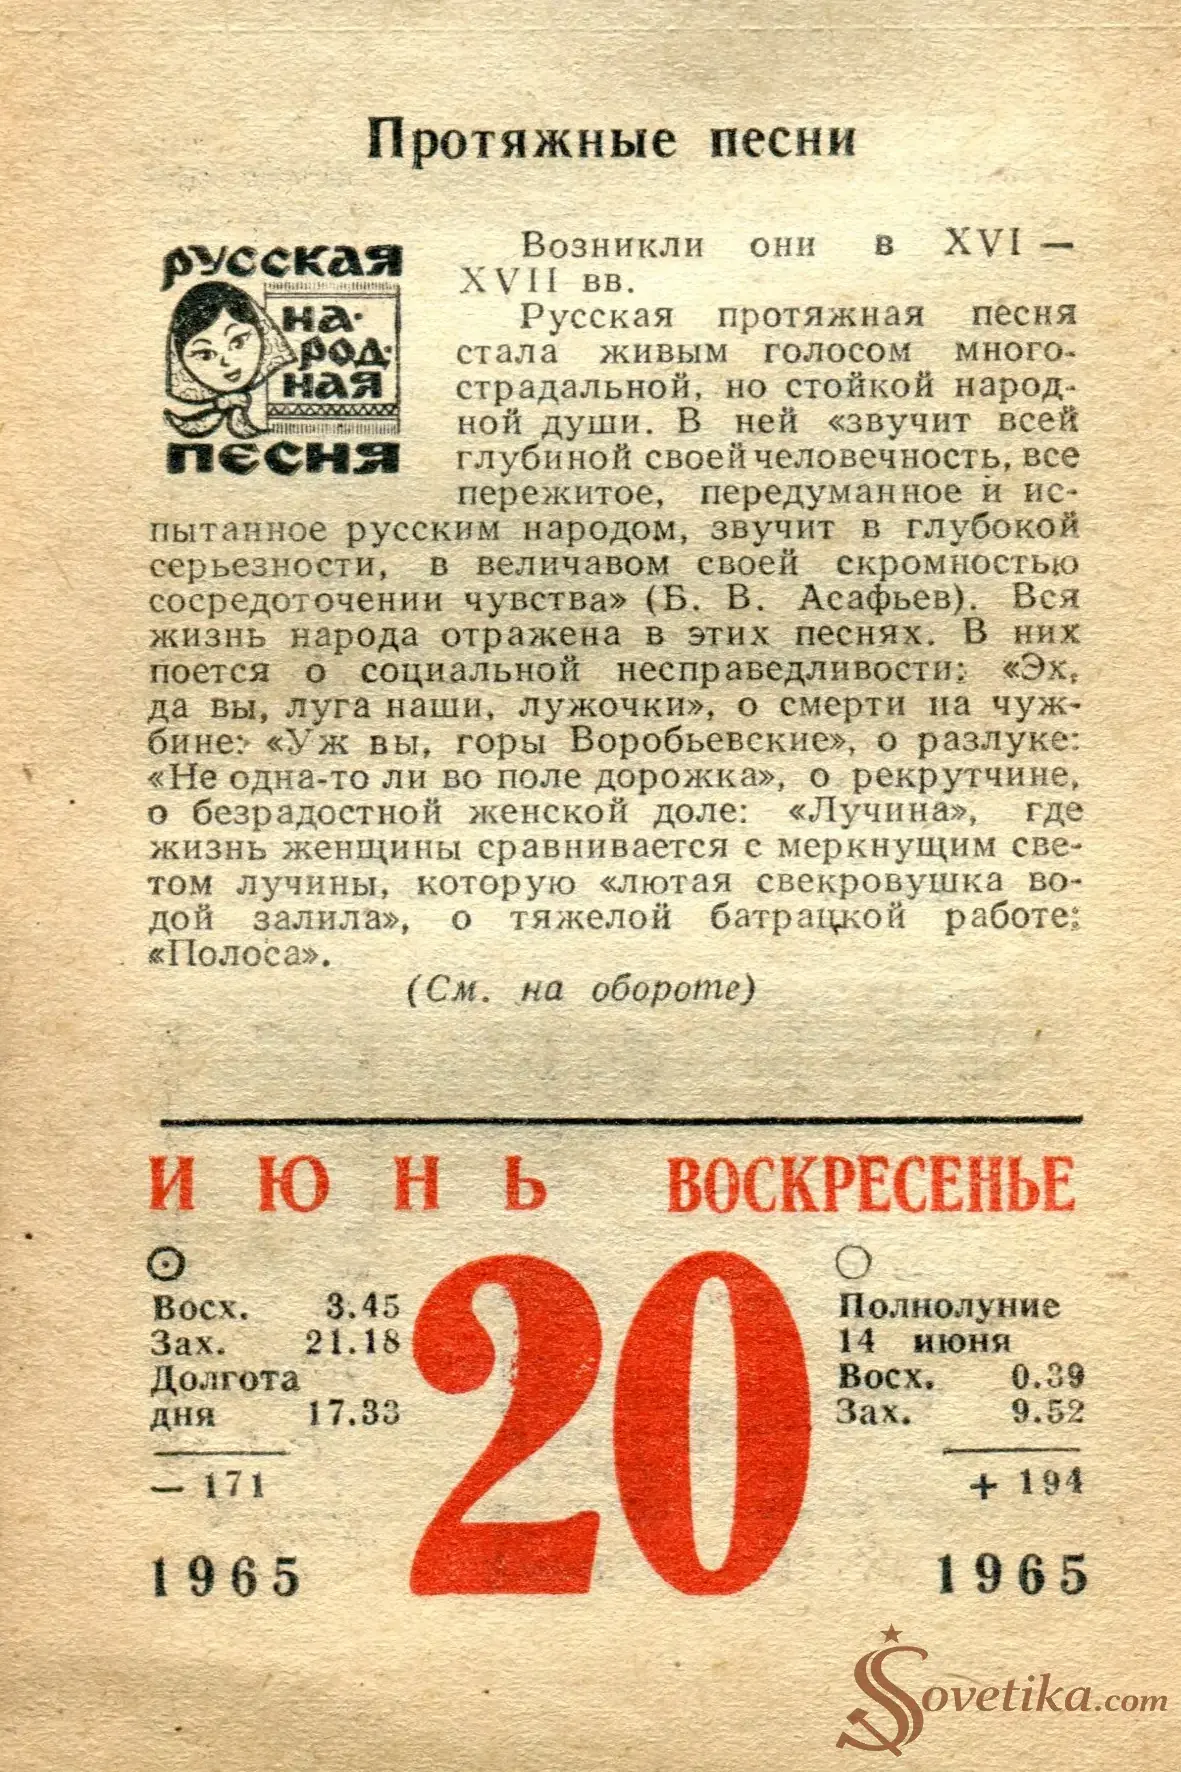 Протяжные песни
русская
на-
род-
ная
песня
Возникли они в XVI —
XVII вв.
Русская протяжная песня
стала живым голосом много-
страдальной, но стойкой народ-
ной души. В ней «звучит всей
глубиной своей человечность, все
пережитое, передуманное и ис-
пытанное русским народом, звучит в глубокой
серьезности, в величавом своей скромностью
сосредоточении чувства» (Б. В. Асафьев). Вся
жизнь народа отражена в этих песнях. В них
поется о социальной несправедливости: «Эх,
да вы, луга наши, лужочки», о смерти на чуж-
бине: «Уж вы, горы Воробьевские», о разлуке:
«Не одна-то ли во поле дорожка», о рекрутчине,
о безрадостной женской доле: «Лучина», где
жизнь женщины сравнивается с меркнущим све-
том лучины, которую «лютая свекровушка во-
дой залила», о тяжелой батрацкой работе:
«Полоса».
(См. на обороте)
ИЮНЬ ВОСКРЕСЕНЬЕ
Восх. 3.45
Зах. 21.18
Долгота
дня 17.33
— 171
1965
20
Полнолуние
14 июня
Восх. 0.39
Зах. 9.52
+ 194
1965
Sovetika.com